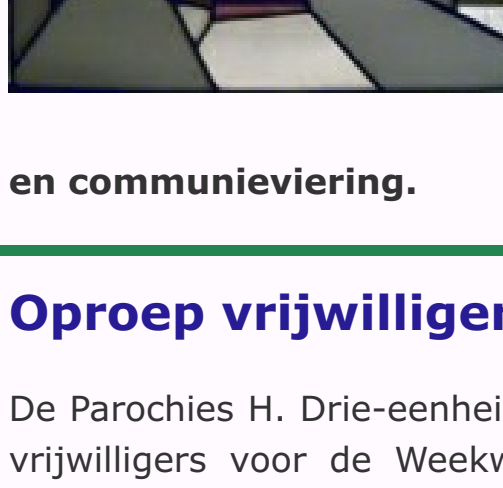 en communieviering.
Oproep vrijwilliger
De Parochies H. Drie-eenhei
vrijwilligers voor de Weekw